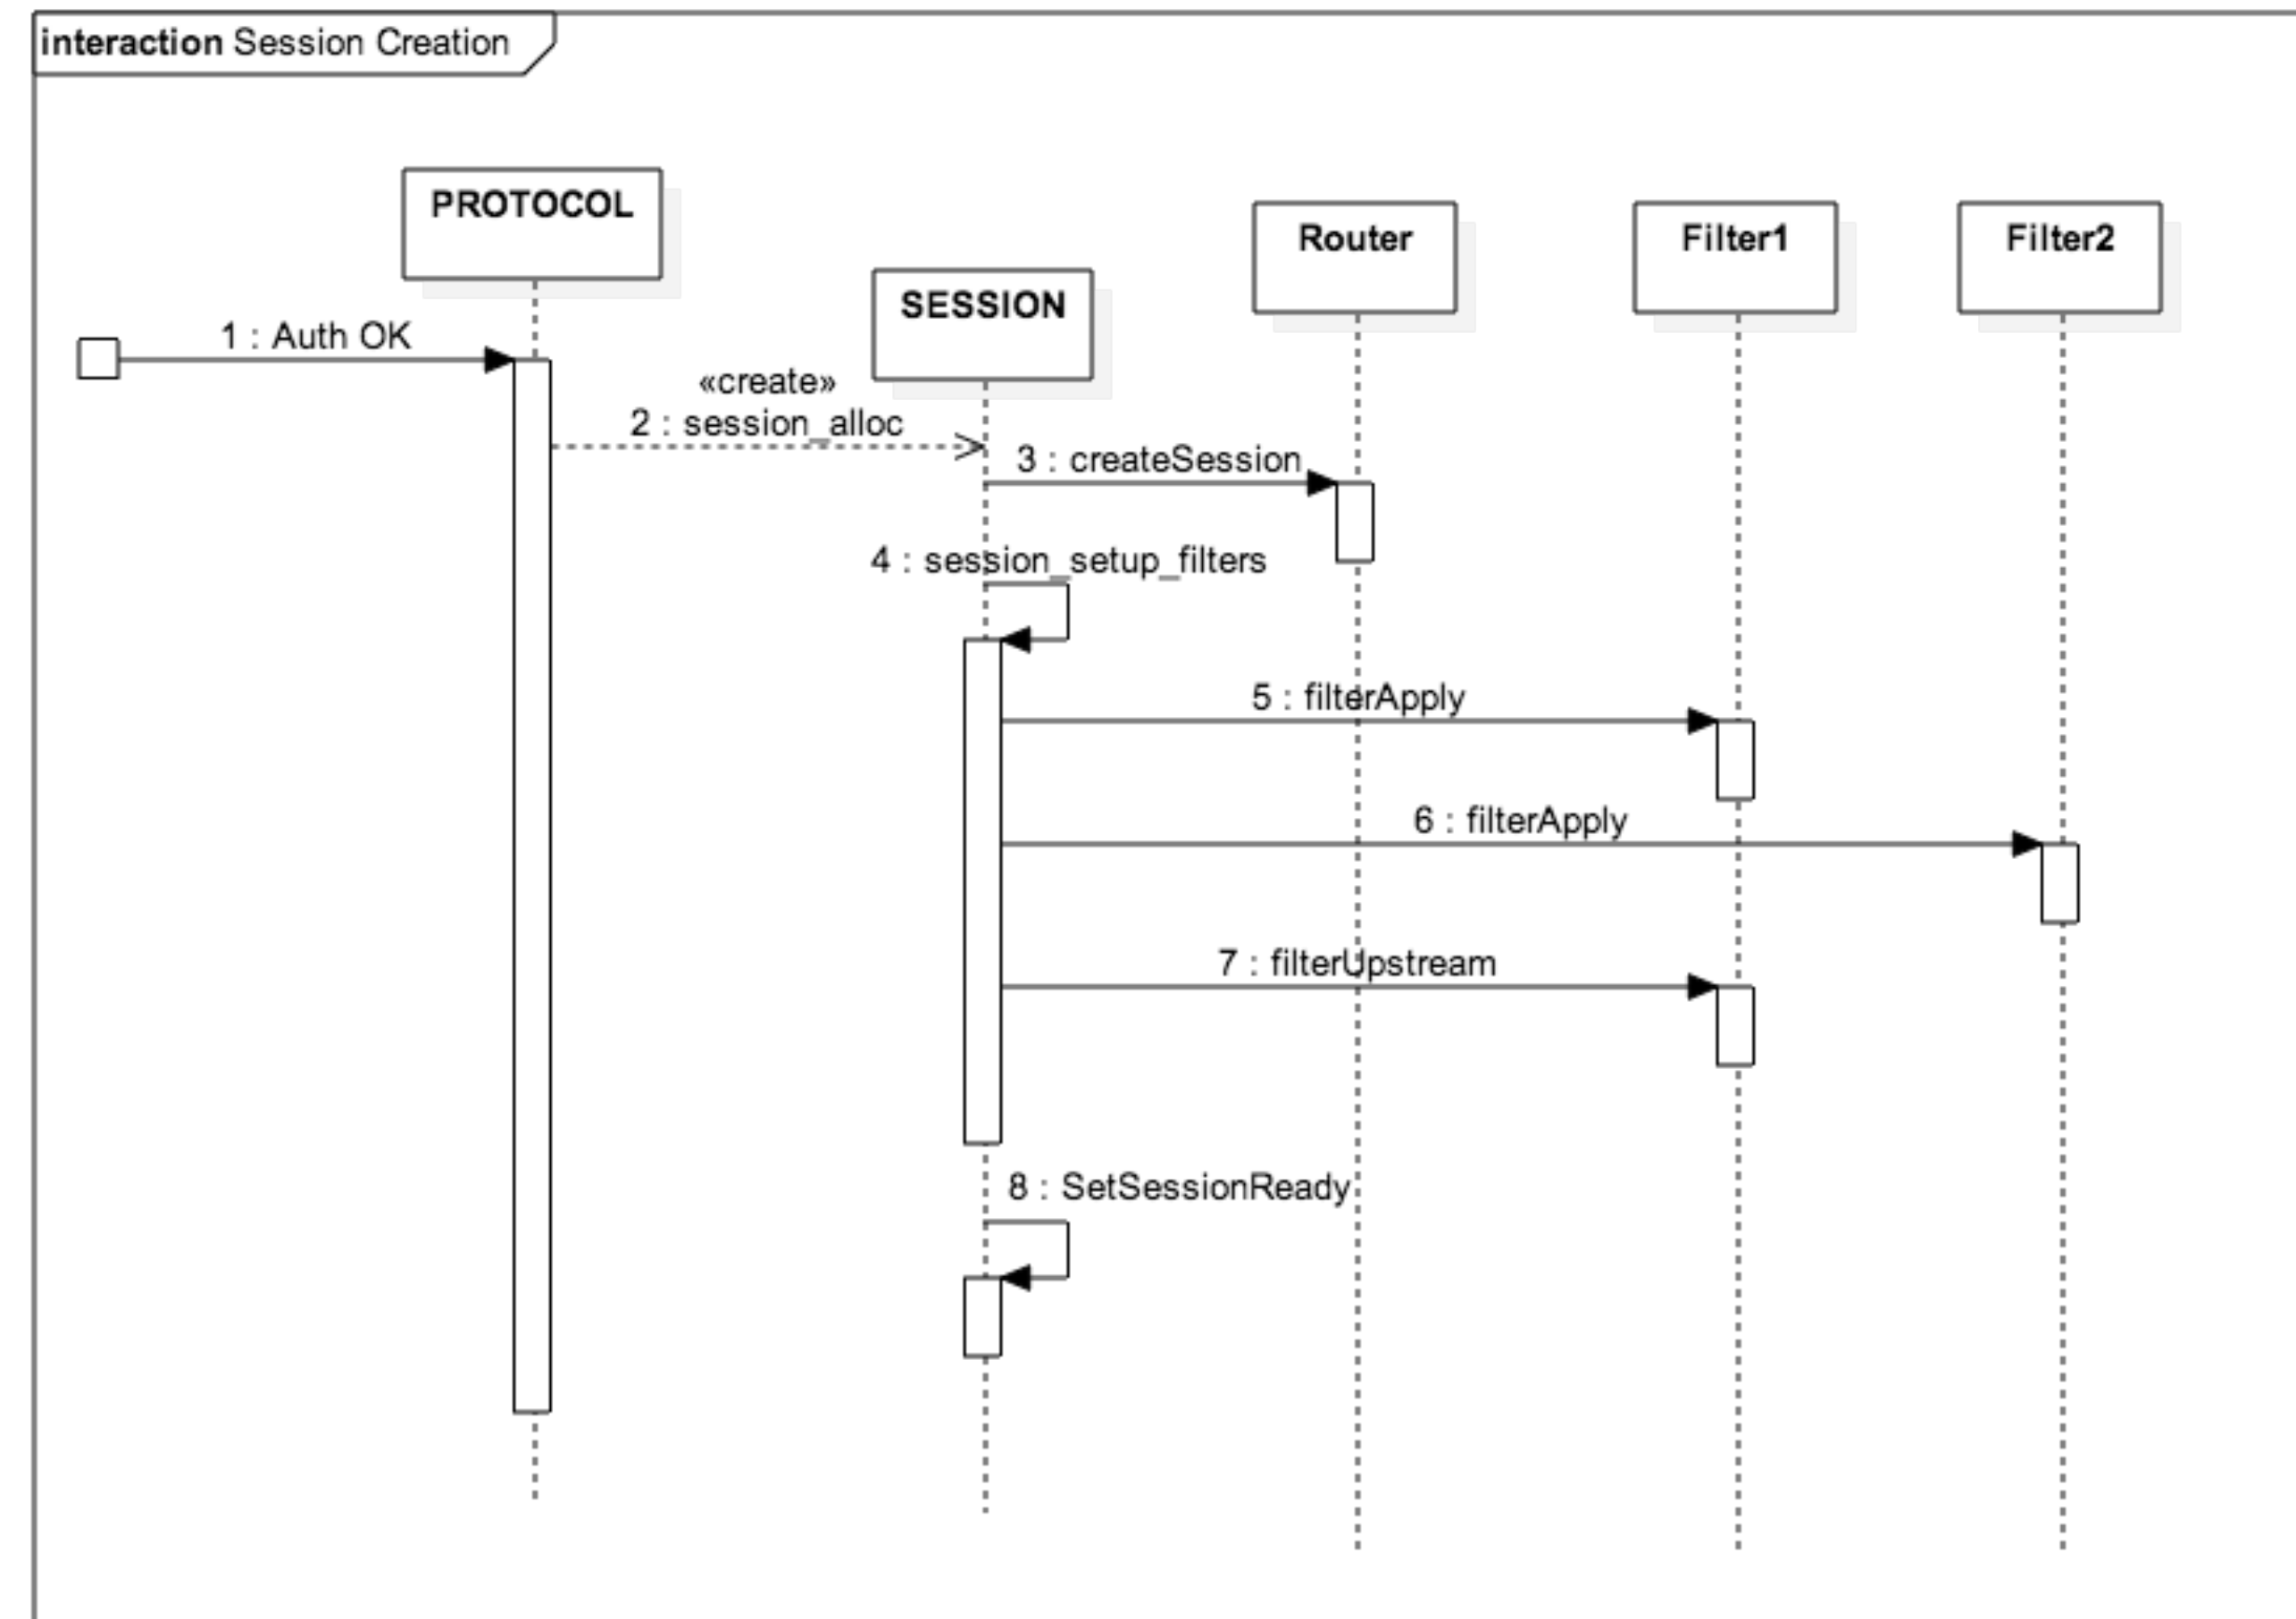 interaction Session Creation
PROTOCOL
Router
Filter1
Filter2
SESSION
1 : Auth OK
«create»
2 : session_alloc
3 : createSession
4 : session_setup_filters
5 : filterApply
6 : filterApply
7 : filterUpstream
8 : SetSessionReady